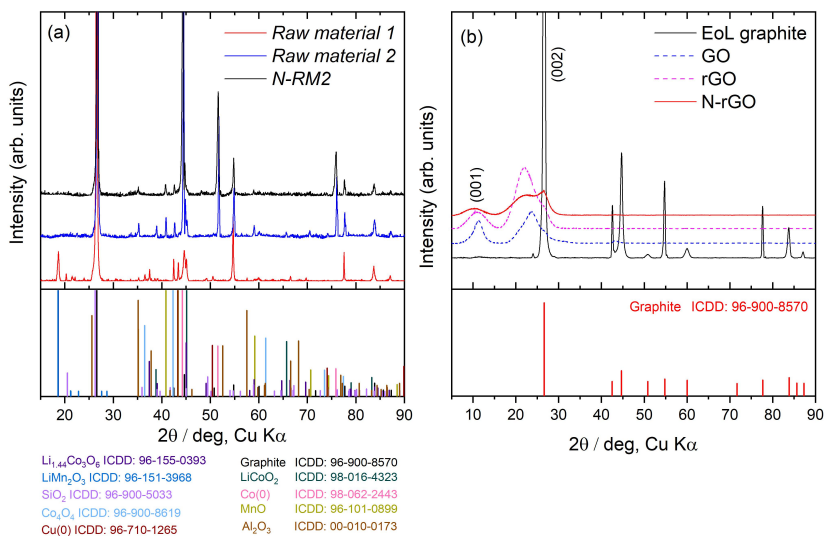 (a)
Raw material 1
Raw material 2
N-RM2
Intensity (arb. units)
20 30 40 50 60 70 80 90
2θ / deg, Cu Kα
Li1.44Co3O6 ICDD: 96-155-0393
LiMn2O3 ICDD: 96-151-3968
SiO2 ICDD: 96-900-5033
Co4O4 ICDD: 96-900-8619
Cu(0) ICDD: 96-710-1265
Graphite ICDD: 96-900-8570
LiCoO2 ICDD: 98-016-4323
Co(0) ICDD: 98-062-2443
MnO ICDD: 96-101-0899
Al2O3 ICDD: 00-010-0173
(b)
EoL graphite
GO
rGO
N-rGO
(002)
(001)
Intensity (arb. units)
Graphite ICDD: 96-900-8570
10 20 30 40 50 60 70 80 90
2θ / deg, Cu Kα